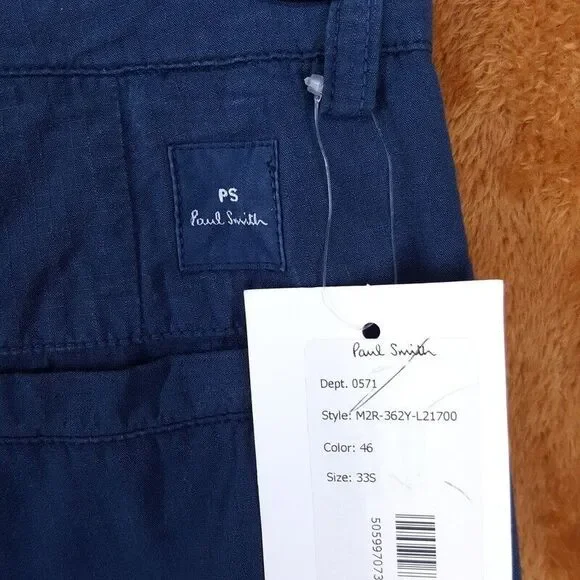 PS
Paul Smith
Paul Smith
Dept. 0571
Style: M2R-362Y-L21700
Color: 46
Size: 33S
505997073